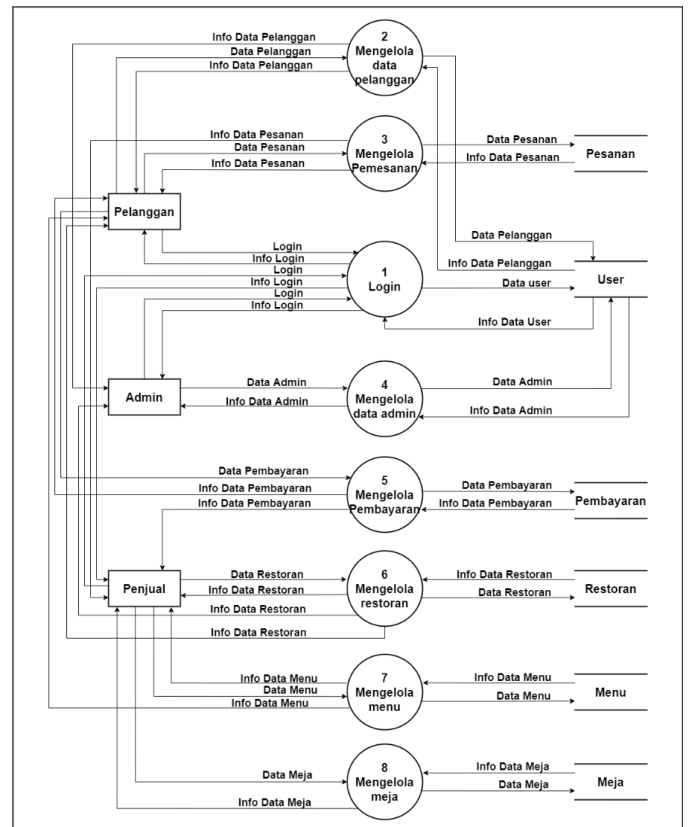 Info Data Pelanggan
Data Pelanggan
Info Data Pelanggan
2
Mengelola
data
pelanggan
Info Data Pesanan
Data Pesanan
Info Data Pesanan
3
Mengelola
Pemesanan
Data Pesanan
Info Data Pesanan
Pesanan
Pelanggan
Login
Info Login
Login
Info Login
Login
Info Login
1
Login
Data Pelanggan
Info Data Pelanggan
Data user
Info Data User
User
Admin
Data Admin
Info Data Admin
4
Mengelola
data admin
Data Admin
Info Data Admin
Data Pembayaran
Info Data Pembayaran
Info Data Pembayaran
5
Mengelola
Pembayaran
Data Pembayaran
Info Data Pembayaran
Pembayaran
Penjual
Data Restoran
Info Data Restoran
Info Data Restoran
Info Data Restoran
6
Mengelola
restoran
Info Data Restoran
Data Restoran
Restoran
Info Data Menu
Data Menu
Info Data Menu
7
Mengelola
menu
Info Data Menu
Data Menu
Menu
Data Meja
Info Data Meja
8
Mengelola
meja
Info Data Meja
Data Meja
Meja